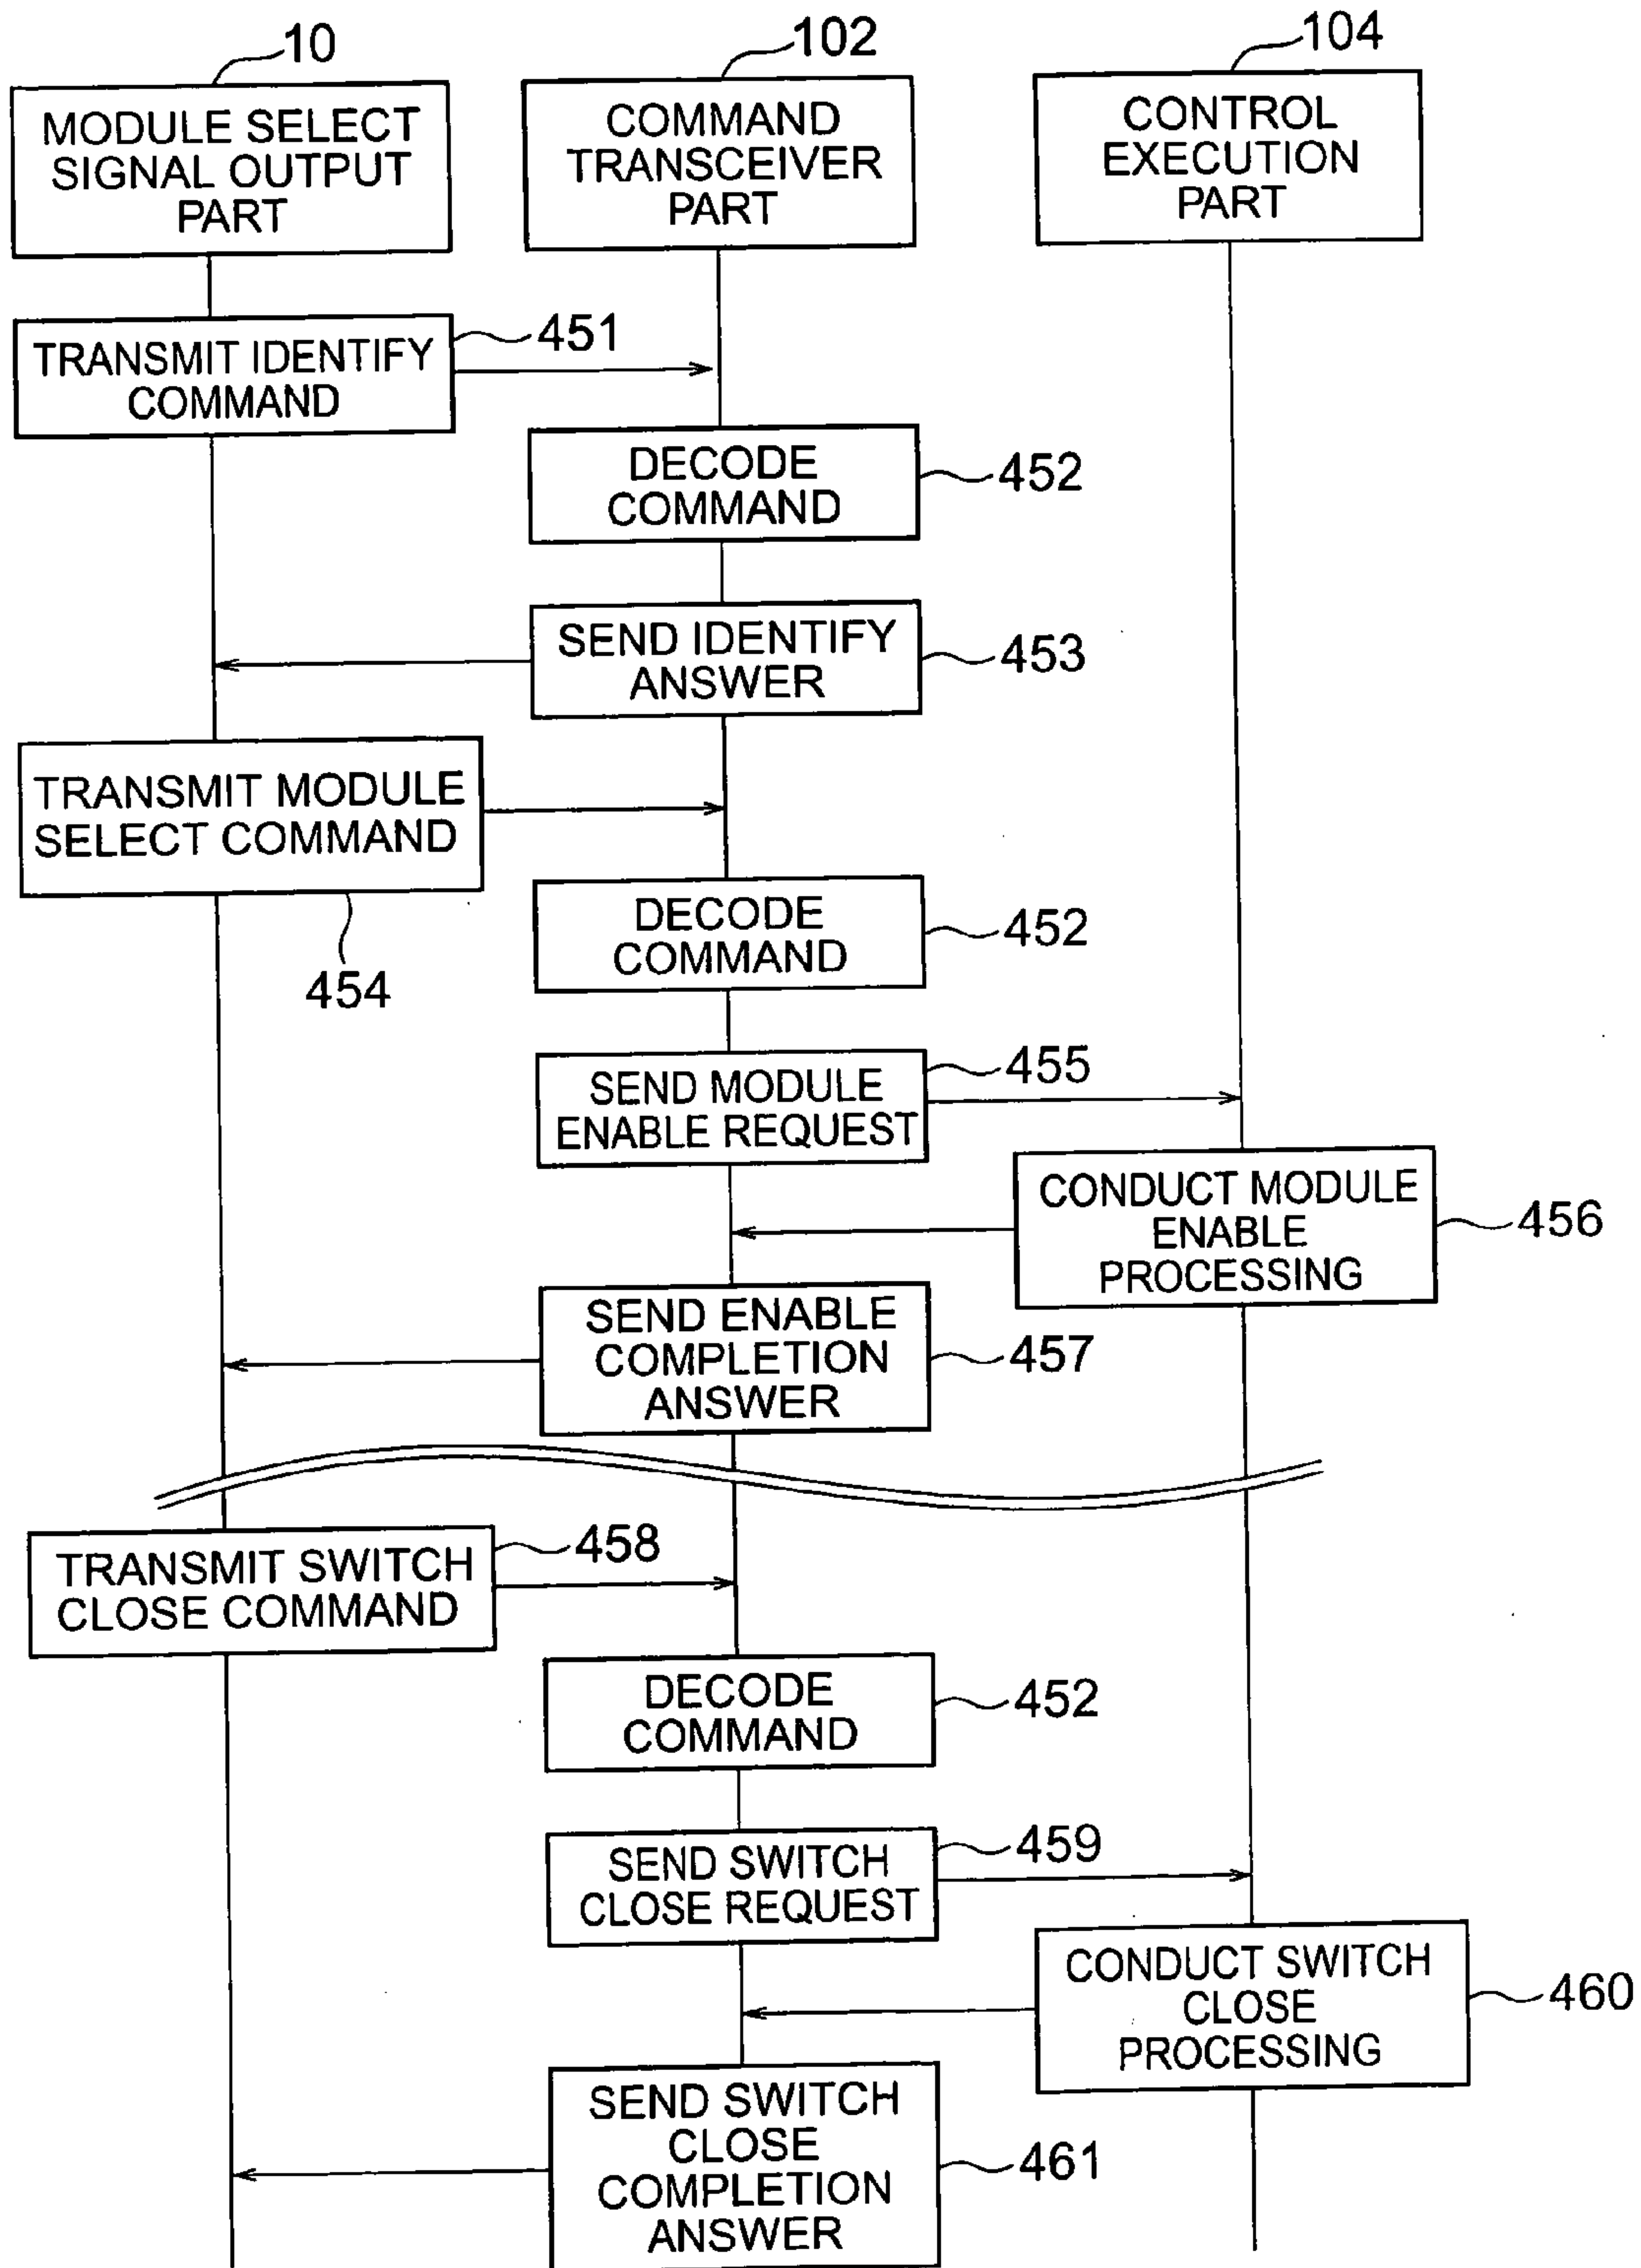 10
102
104
MODULE SELECT
SIGNAL OUTPUT
PART
COMMAND
TRANSCEIVER
PART
CONTROL
EXECUTION
PART
TRANSMIT IDENTIFY
COMMAND
451
DECODE
COMMAND
452
SEND IDENTIFY
ANSWER
453
TRANSMIT MODULE
SELECT COMMAND
454
DECODE
COMMAND
452
SEND MODULE
ENABLE REQUEST
455
CONDUCT MODULE
ENABLE
PROCESSING
456
SEND ENABLE
COMPLETION
ANSWER
457
TRANSMIT SWITCH
CLOSE COMMAND
458
DECODE
COMMAND
452
SEND SWITCH
CLOSE REQUEST
459
CONDUCT SWITCH
CLOSE
PROCESSING
460
SEND SWITCH
CLOSE
COMPLETION
ANSWER
461